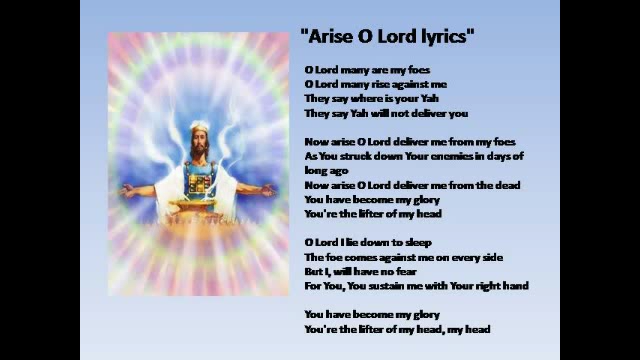 "Arise O Lord lyrics"
O Lord many are my foes
O Lord many rise against me
They say where is your Yah
They say Yah will not deliver you
Now arise O Lord deliver me from my foes
As You struck down Your enemies in days of
long ago
Now arise O Lord deliver me from the dead
You have become my glory
You're the lifter of my head
O Lord I lie down to sleep
The foe comes against me on every side
But I, will have no fear
For You, You sustain me with Your right hand
You have become my glory
You're the lifter of my head, my head